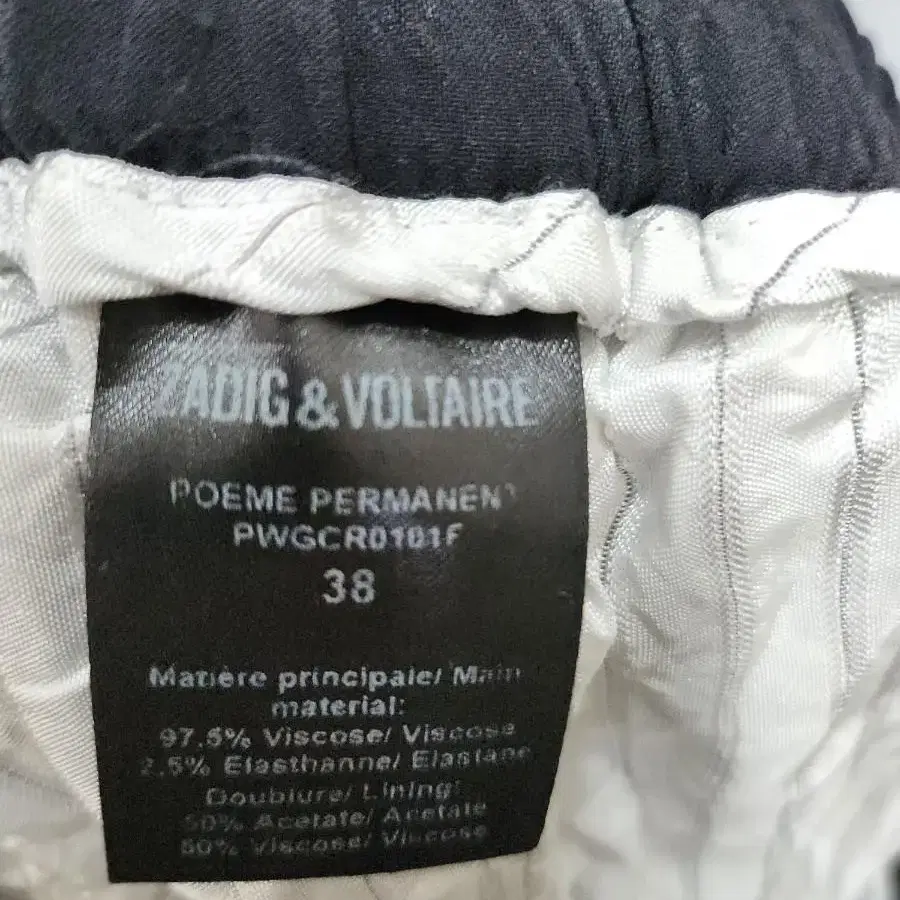 ZADIG & VOLTAIRE
POEME PERMANENT
PWGCR0101F
38
Matière principale/ Main
material:
97.5% Viscose/ Viscose
2.5% Elasthanne/ Elastane
Doublure/ Lining:
50% Acetate/ Acetate
50% Viscose/ Viscose